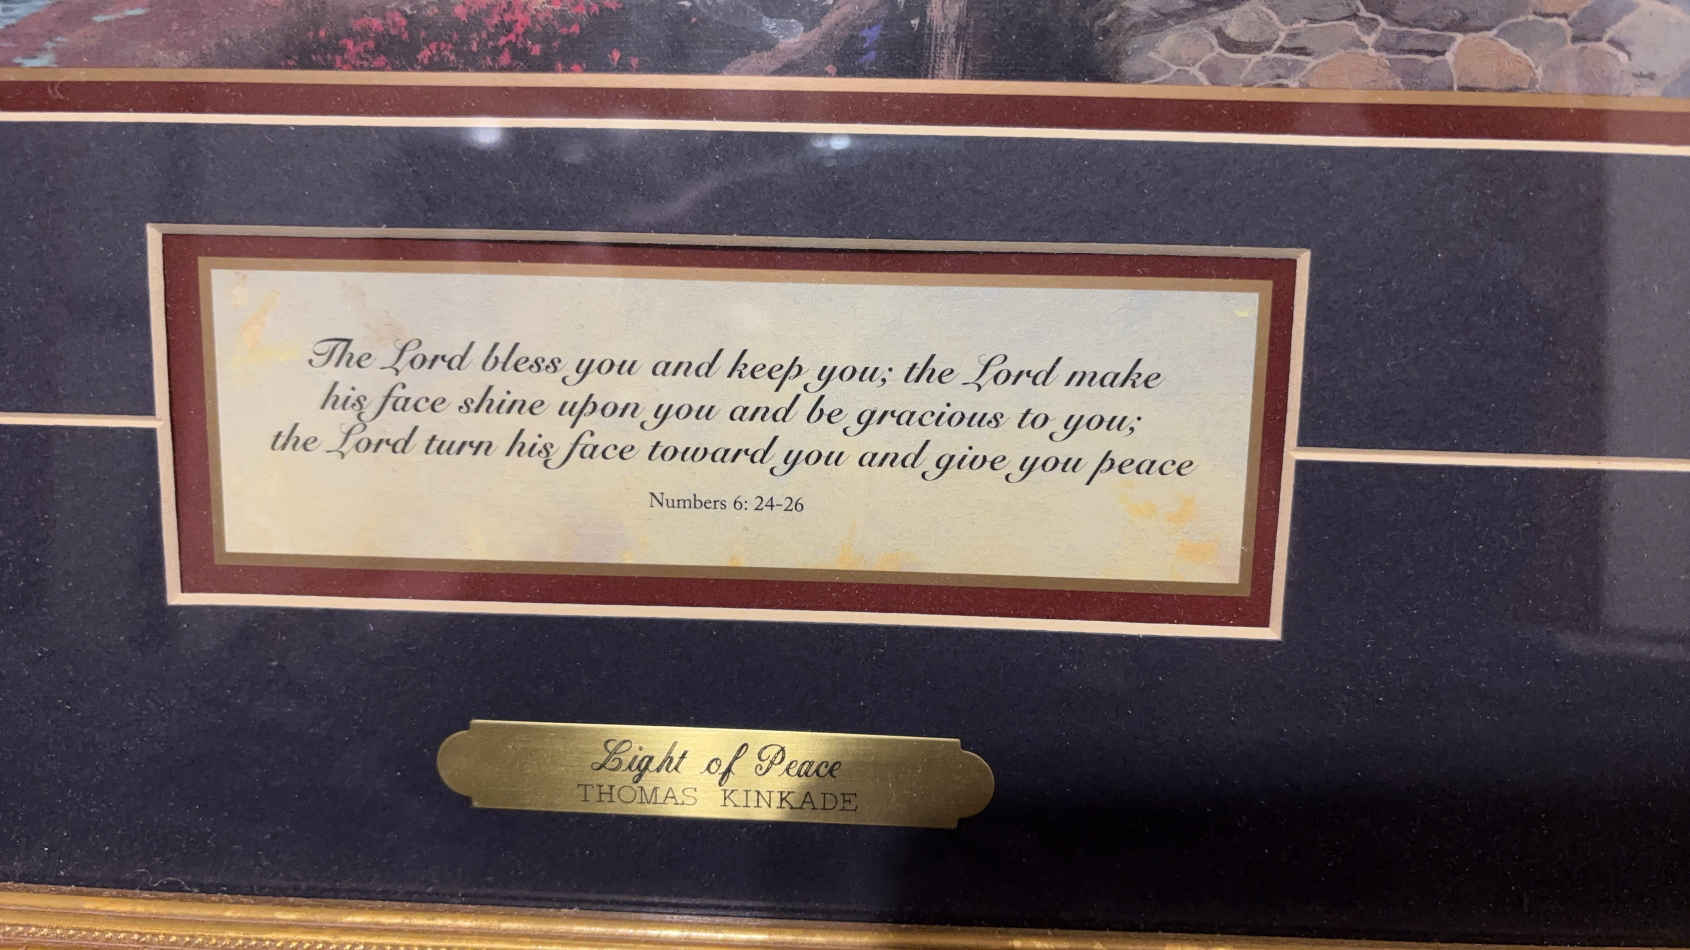 The Lord bless you and keep you; the Lord make
his face shine upon you and be gracious to you;
the Lord turn his face toward you and give you peace
Numbers 6: 24-26
Light of Peace
THOMAS KINKADE